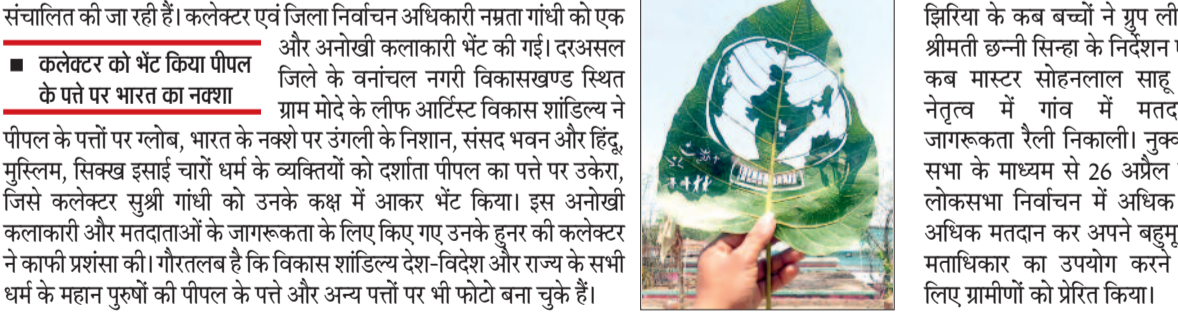 संचालित की जा रही हैं। कलेक्टर एवं जिला निर्वाचन अधिकारी नम्रता गांधी को एक
■ कलेक्टर को भेंट किया पीपल
के पत्ते पर भारत का नक्शा
और अनोखी कलाकारी भेंट की गई। दरअसल
जिले के वनांचल नगरी विकासखण्ड स्थित
ग्राम मोदे के लीफ आर्टिस्ट विकास शांडिल्य ने
पीपल के पत्तों पर ग्लोब, भारत के नक्शे पर उंगली के निशान, संसद भवन और हिंदू,
मुस्लिम, सिक्ख इसाई चारों धर्म के व्यक्तियों को दर्शाता पीपल का पत्ते पर उकेरा,
जिसे कलेक्टर सुश्री गांधी को उनके कक्ष में आकर भेंट किया। इस अनोखी
कलाकारी और मतदाताओं के जागरूकता के लिए किए गए उनके हुनर की कलेक्टर
ने काफी प्रशंसा की। गौरतलब है कि विकास शांडिल्य देश-विदेश और राज्य के सभी
धर्म के महान पुरुषों की पीपल के पत्ते और अन्य पत्तों पर भी फोटो बना चुके हैं।
झिरिया के कब बच्चों ने ग्रुप ली
श्रीमती छन्नी सिन्हा के निर्देशन
कब मास्टर सोहनलाल साहू
नेतृत्व में गांव में मतद
जागरूकता रैली निकाली। नुक्क
सभा के माध्यम से 26 अप्रैल
लोकसभा निर्वाचन में अधिक
अधिक मतदान कर अपने बहुमू
मताधिकार का उपयोग करने
लिए ग्रामीणों को प्रेरित किया।